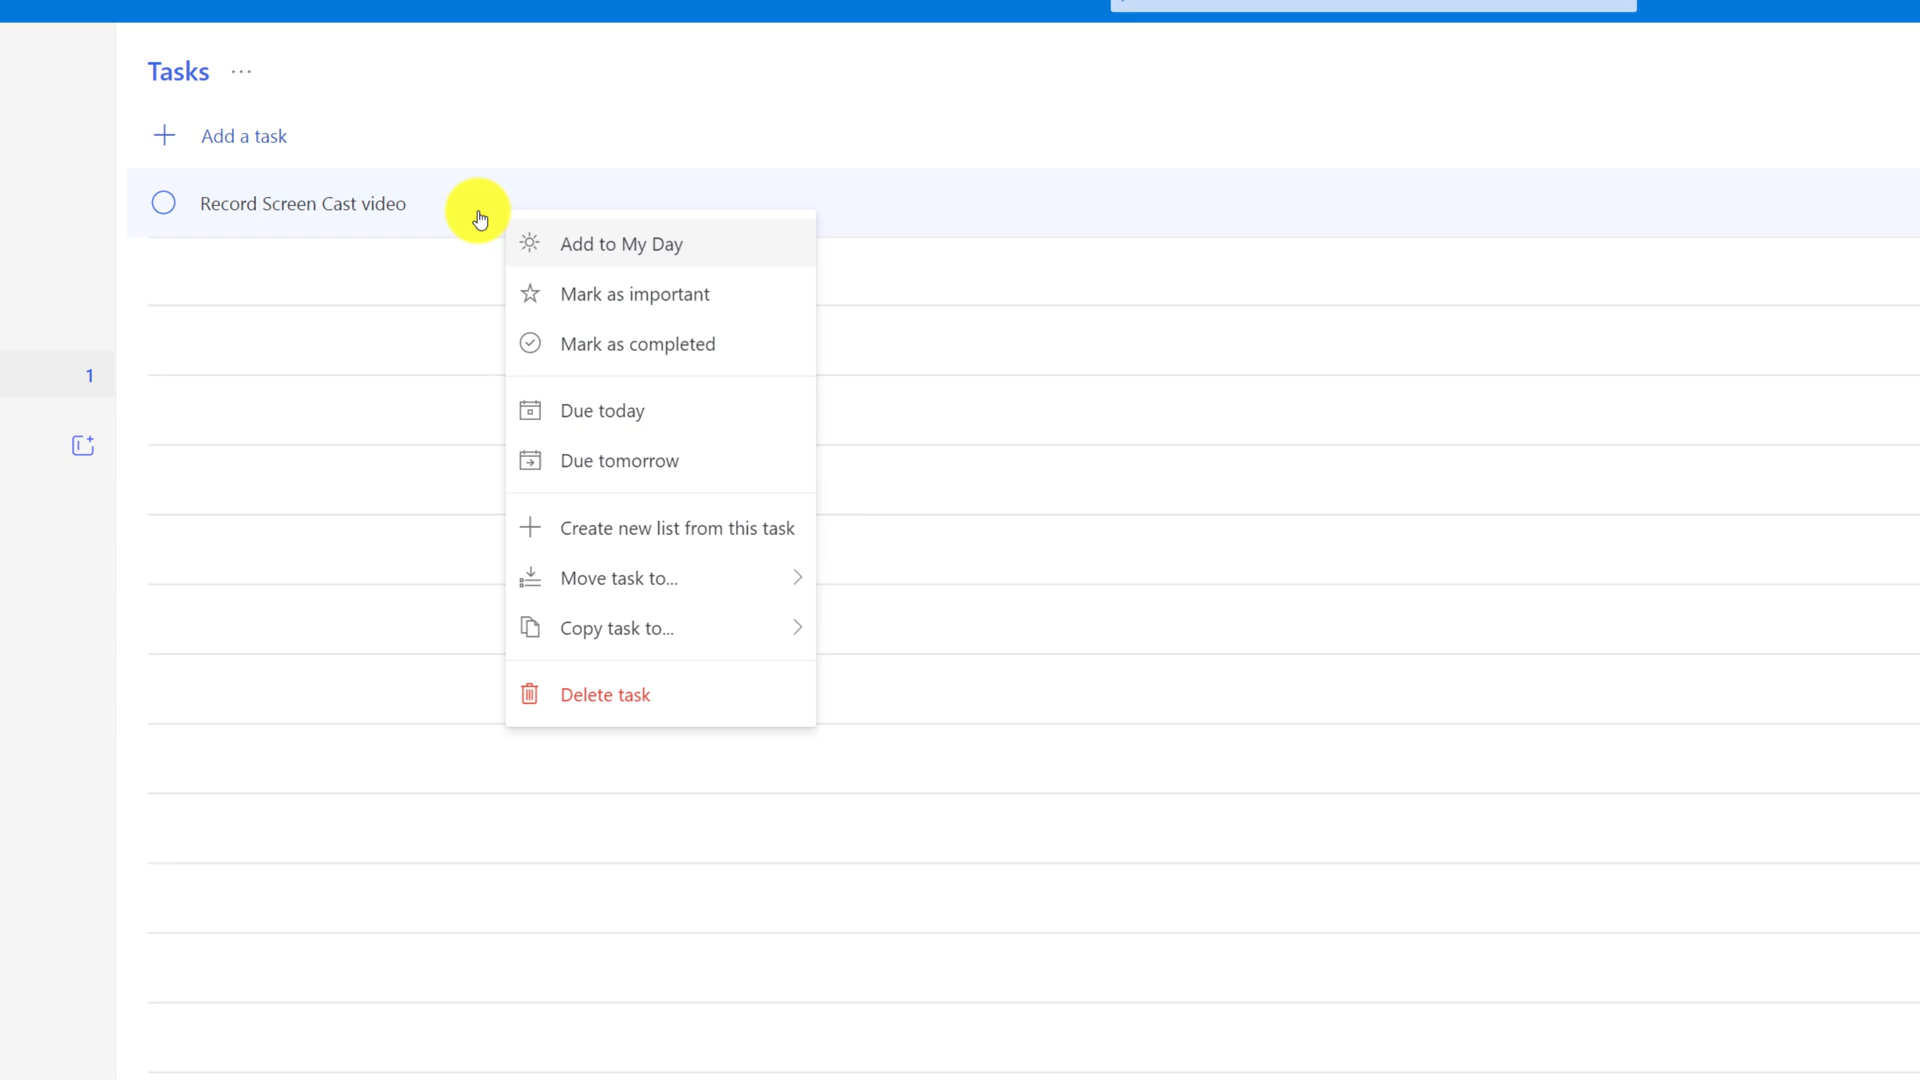 Tasks ...
Add a task
Record Screen Cast video
Add to My Day
Mark as important
Mark as completed
1
Due today
Due tomorrow
Create new list from this task
Move task to...
Copy task to...
Delete task